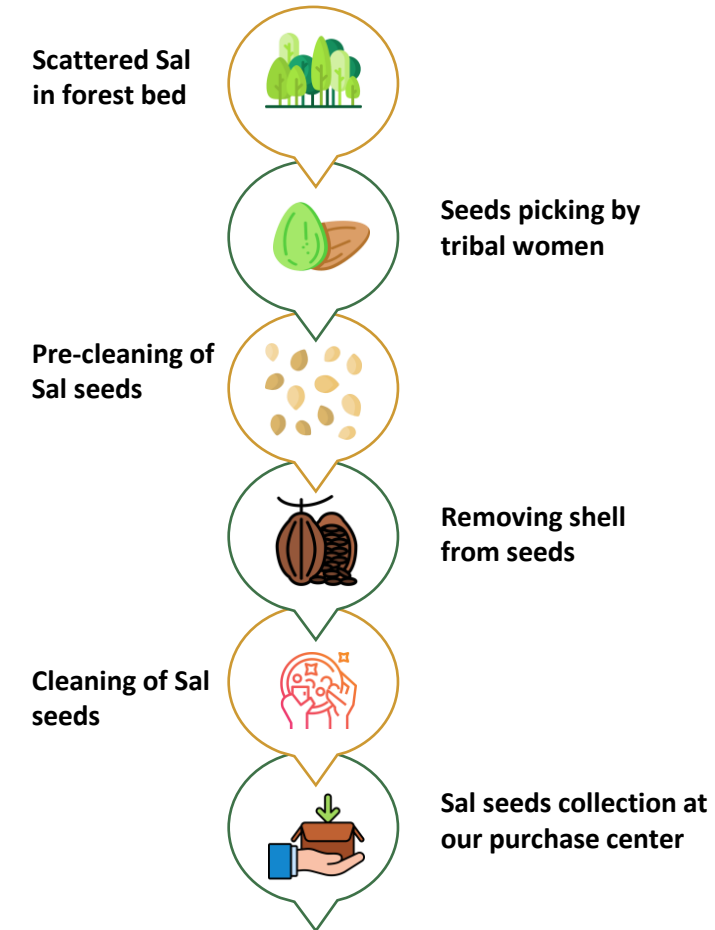 Scattered Sal
in forest bed
Seeds picking by
tribal women
Pre-cleaning of
Sal seeds
Removing shell
from seeds
Cleaning of Sal
seeds
Sal seeds collection at
our purchase center